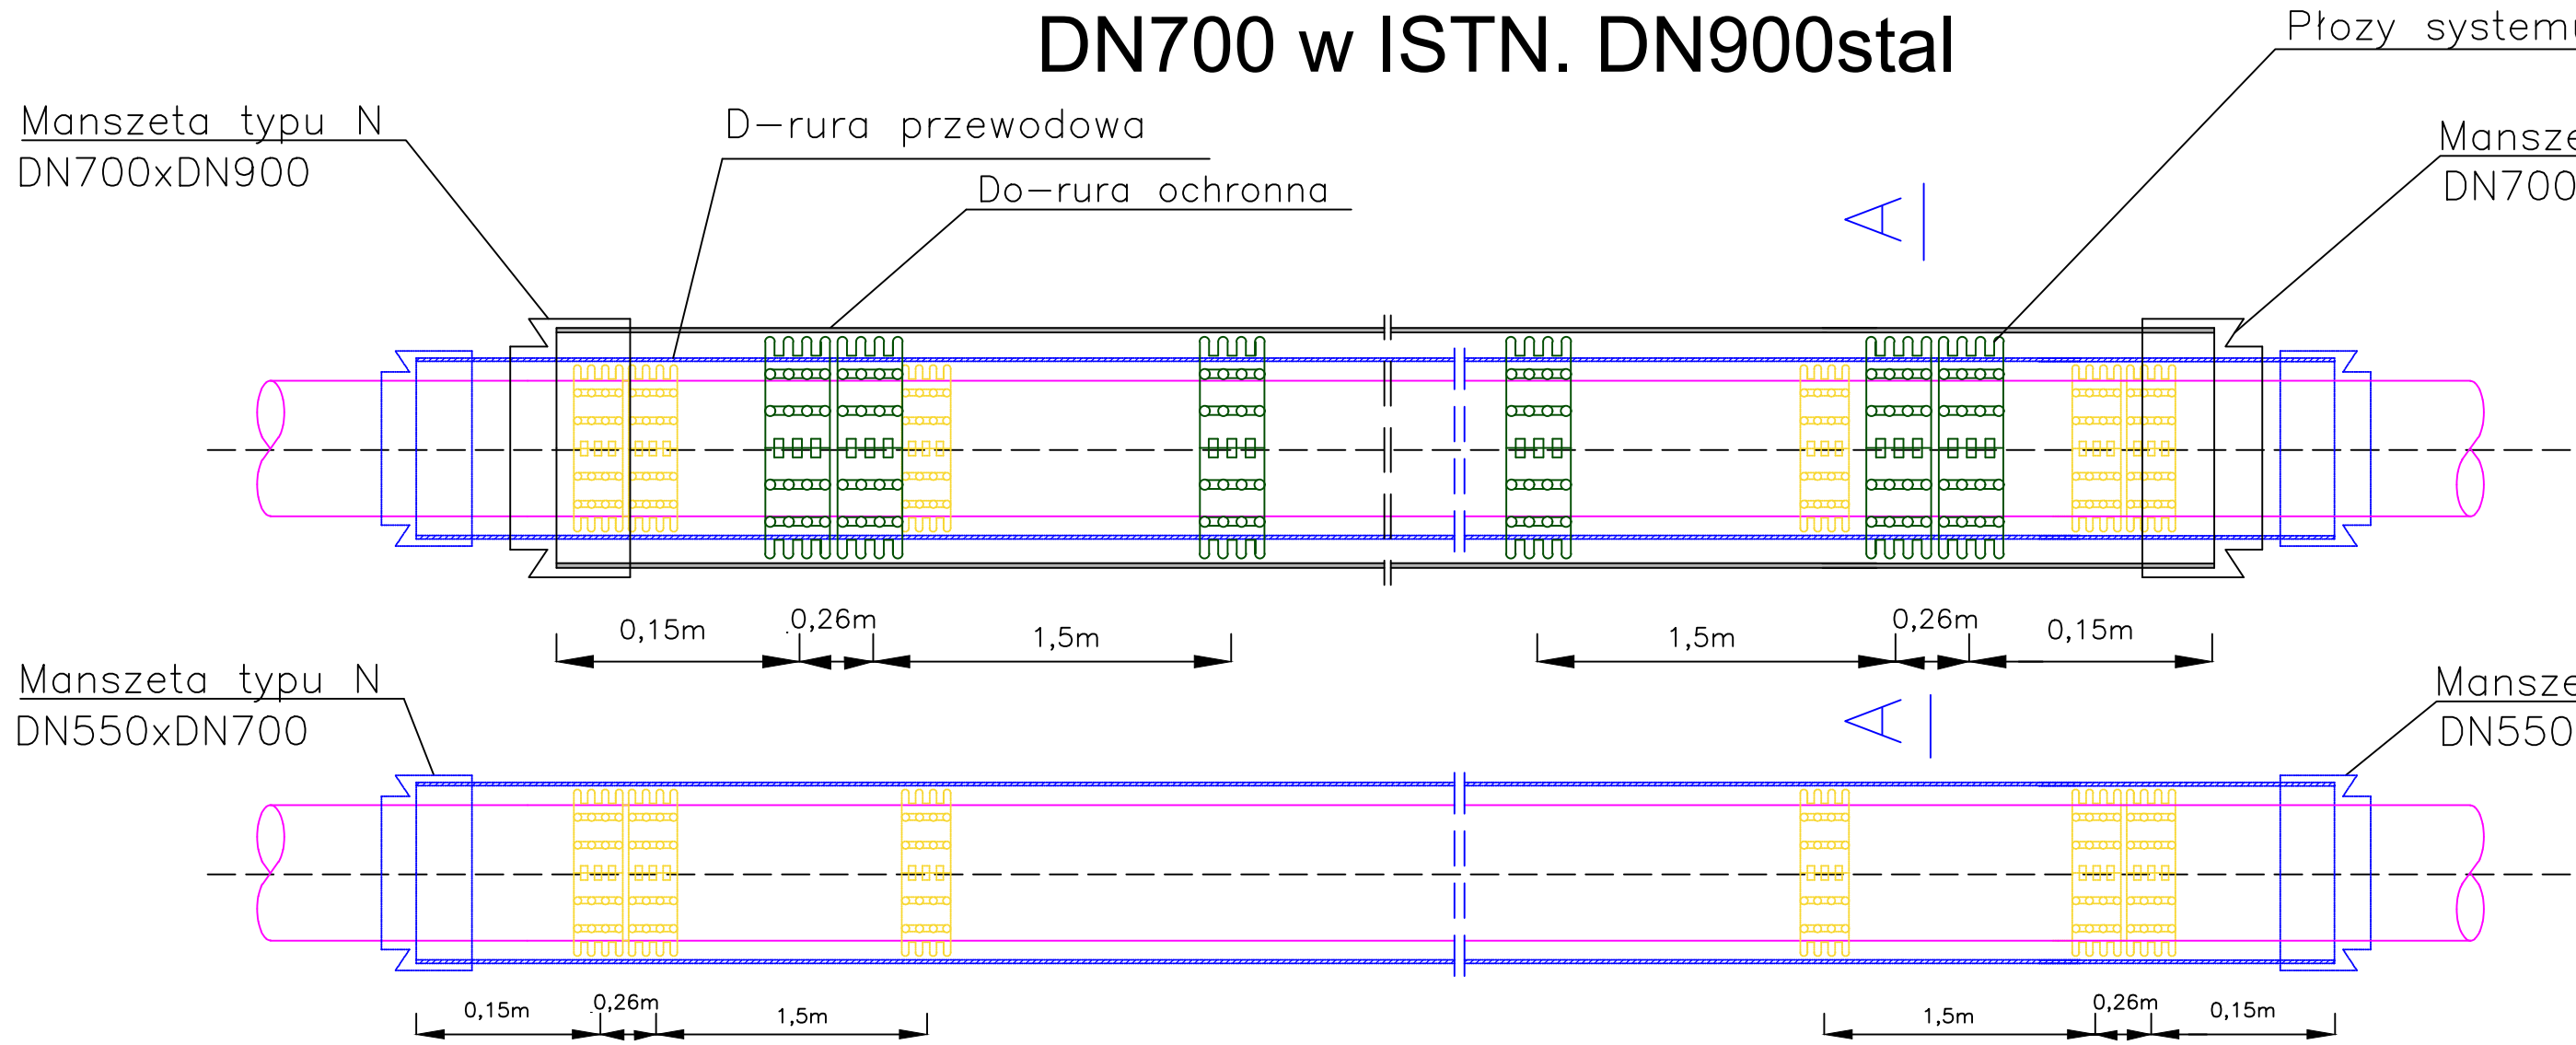 DN700 w ISTN. DN900stal
Płozy systemu
Manszeta typu N
DN700xDN900
D-rura przewodowa
Do-rura ochronna
Mansze
DN700
A
0,15m
0,26m
1,5m
1,5m
0,26m
0,15m
Manszeta typu N
DN550xDN700
A
Mansze
DN550
0,15m
0,26m
1,5m
1,5m
0,26m
0,15m